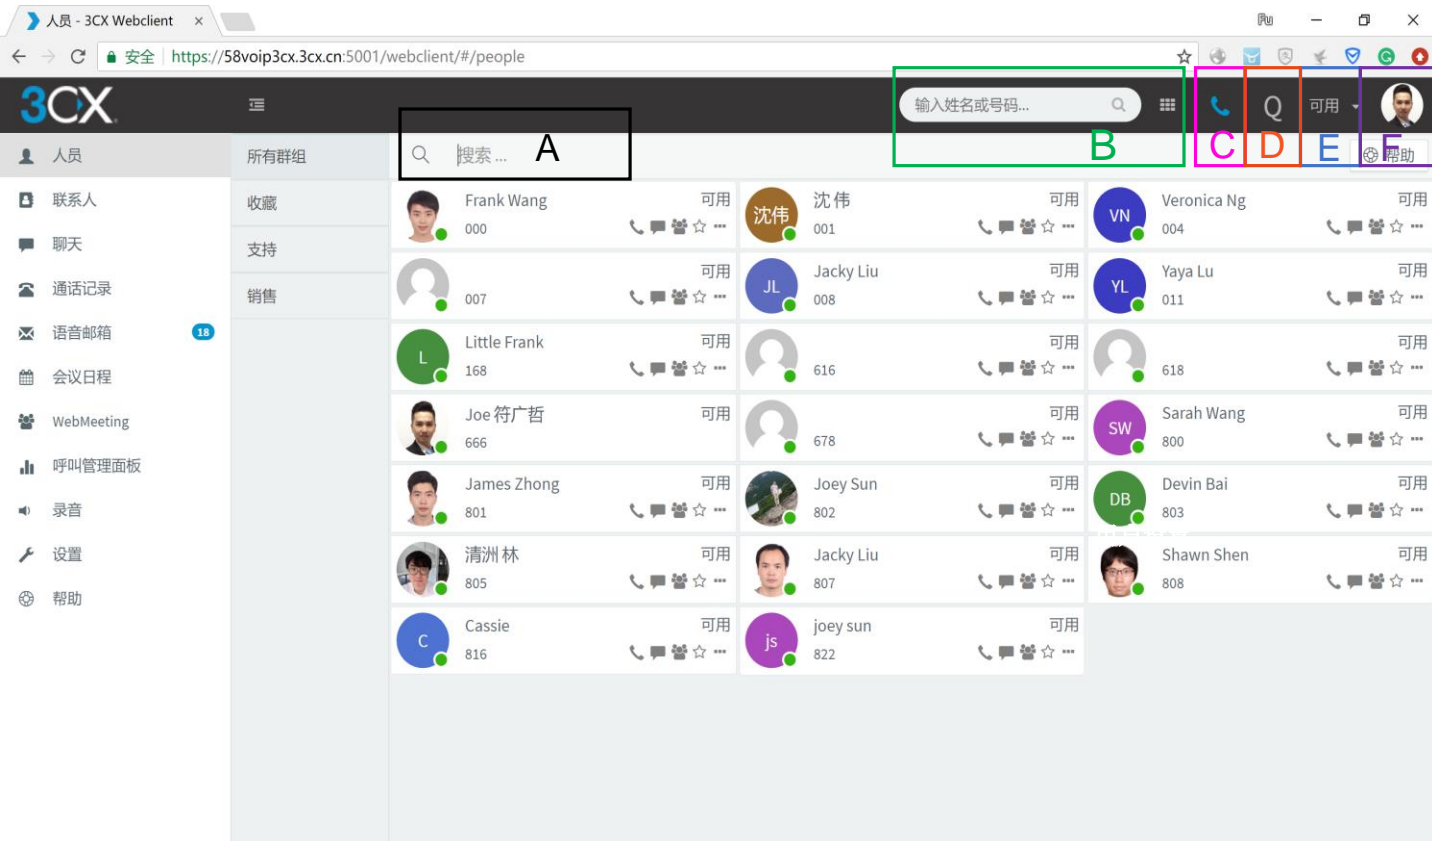 人员 - 3CX Webclient
安全 https://58voip3cx.3cx.cn:5001/webclient/#/people
3CX
输入姓名或号码...
Q
可用
A
B
C
D
E
F
人员
联系人
聊天
通话记录
语音邮箱 18
会议日程
WebMeeting
呼叫管理面板
录音
设置
帮助
所有群组
收藏
支持
销售
搜索 ...
帮助
Frank Wang 可用
000
沈伟 沈 伟 可用
001
VN Veronica Ng 可用
004
可用
007
JL Jacky Liu 可用
008
YL Yaya Lu 可用
011
L Little Frank 可用
168
可用
616
可用
618
Joe 符广哲 可用
666
可用
678
SW Sarah Wang 可用
800
James Zhong 可用
801
Joey Sun 可用
802
DB Devin Bai 可用
803
清洲 林 可用
805
Jacky Liu 可用
807
Shawn Shen 可用
808
C Cassie 可用
816
js joey sun 可用
822